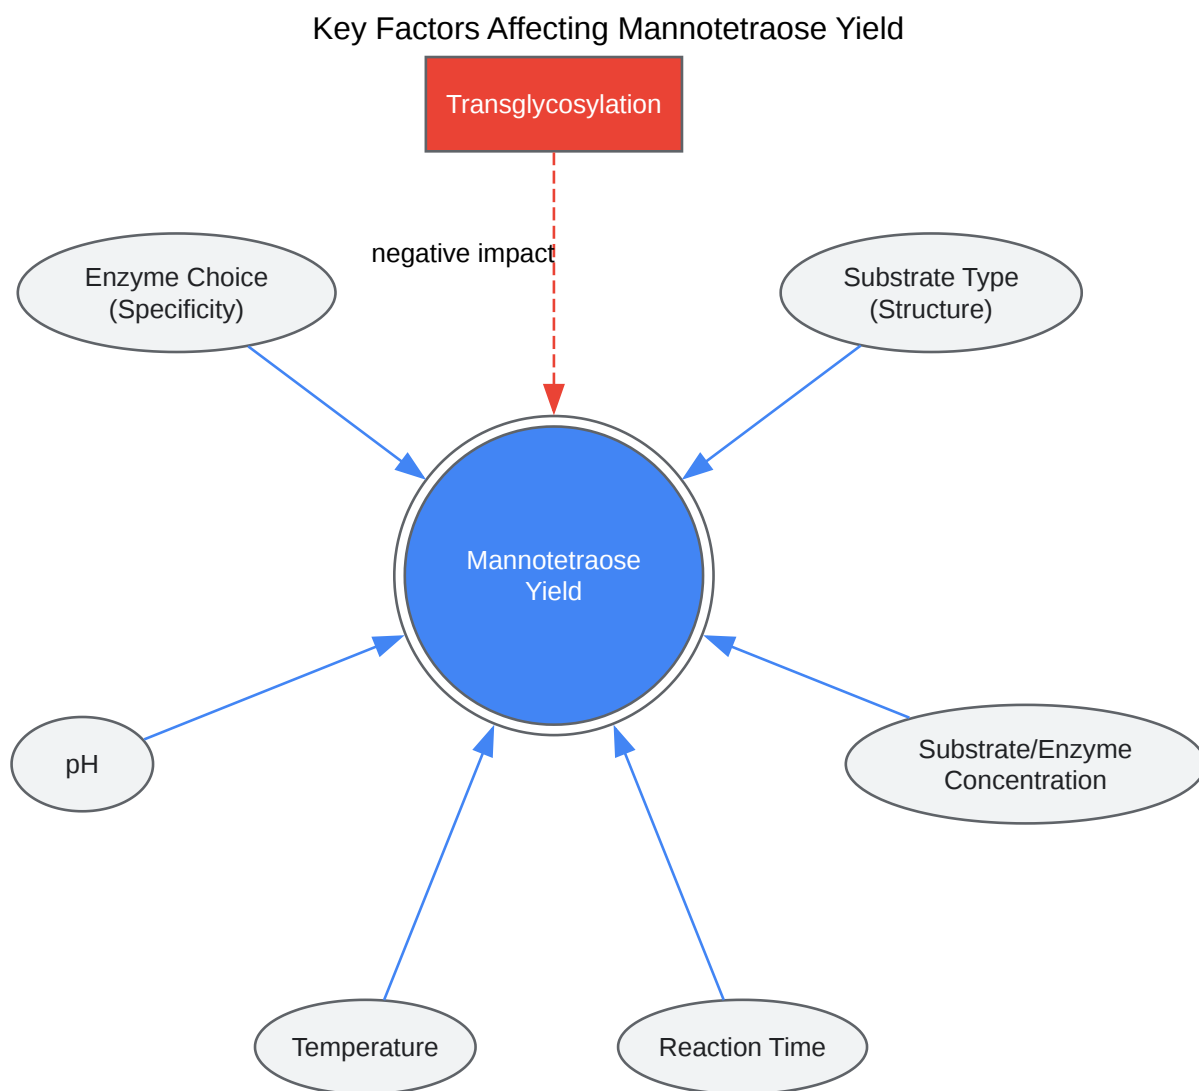 Key Factors Affecting Mannotetraose Yield
Transglycosylation
negative impact
Enzyme Choice
(Specificity)
Substrate Type
(Structure)
Mannotetraose
Yield
pH
Substrate/Enzyme
Concentration
Temperature
Reaction Time